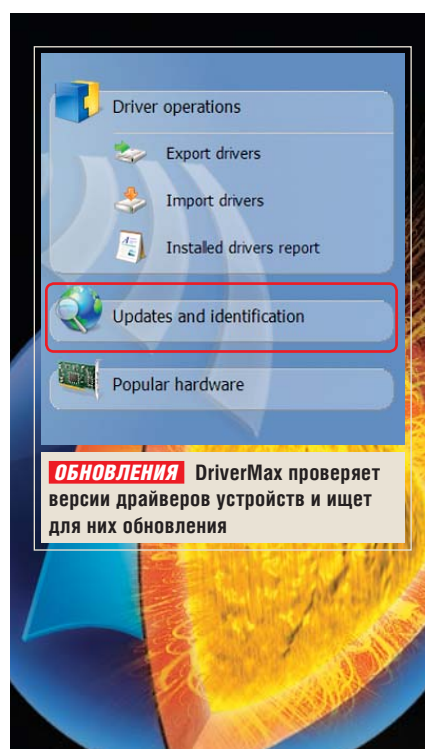 Driver operations
Export drivers
Import drivers
Installed drivers report
Updates and identification
Popular hardware
ОБНОВЛЕНИЯ DriverMax проверяет
версии драйверов устройств и ищет
для них обновления